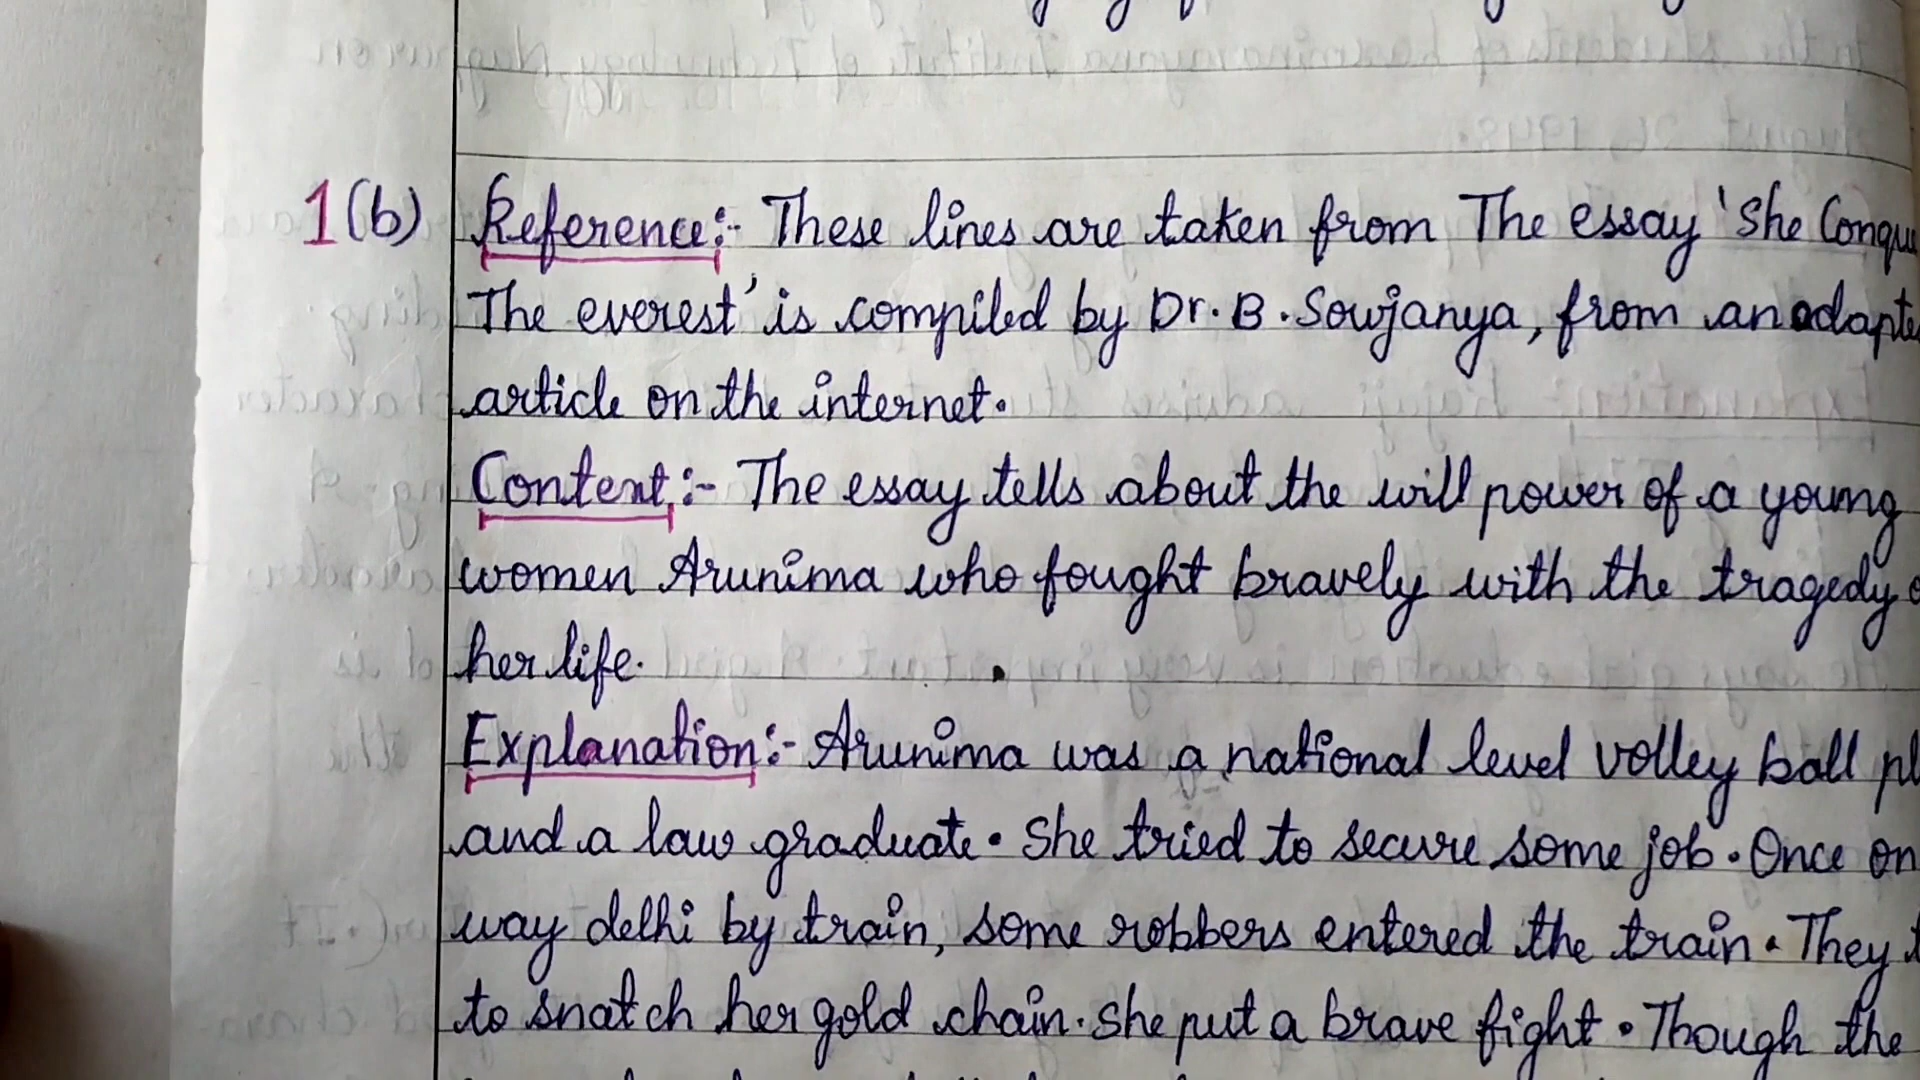 1(b) Reference:- These lines are taken from The essay 'She
The everest' is compiled by Dr. B. Sowjanya, from an
article on the internet.
Content:- The essay tells about the will power of a young
women Arunima who fought bravely with the tragedy
her life.
Explanation:- Arunima was a national level volley ball
and a law graduate. She tried to secure some job. Once on
way delhi by train, some robbers entered the train. They
to snatch her gold chain. She put a brave fight. Though the